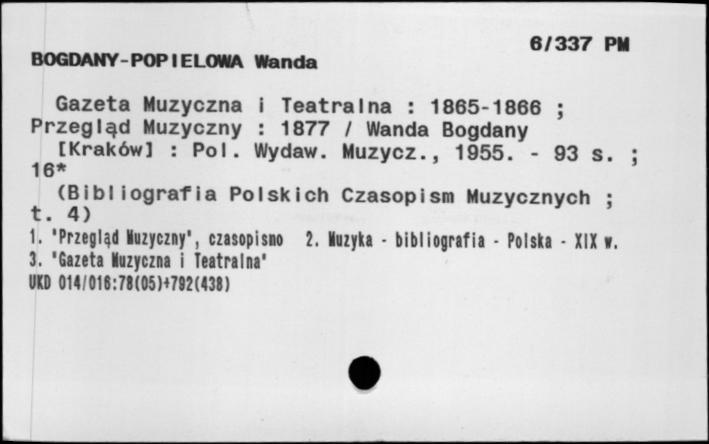 6/337 PM
BOGDANY-POPIELOWA Wanda
Gazeta Muzyczna i Teatralna : 1865-1866 ;
Przegląd Muzyczny : 1877 / Wanda Bogdany
[Kraków] : Pol. Wydaw. Muzycz., 1955. - 93 s. ;
16*
(Bibliografia Polskich Czasopism Muzycznych ;
t. 4)
1. "Przegląd Muzyczny", czasopismo 2. Muzyka - bibliografia - Polska - XIX w.
3. "Gazeta Muzyczna i Teatralna"
UKD 014/016:78(05)+792(438)